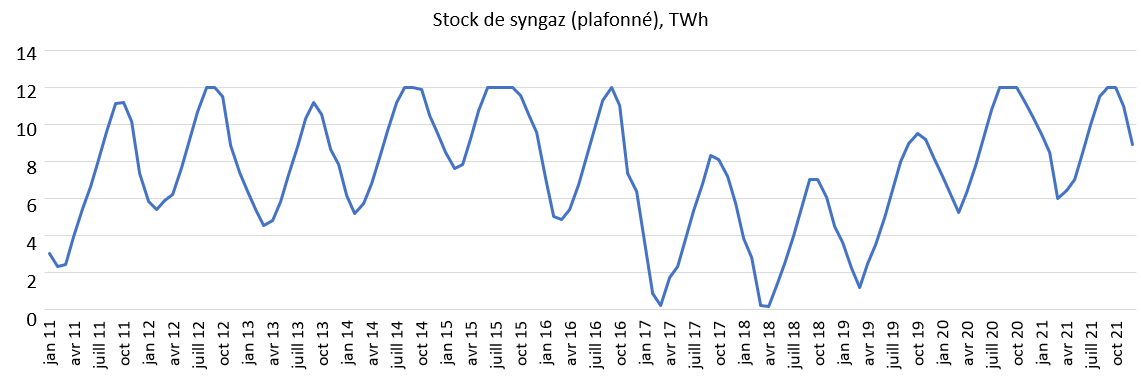 Stock de syngaz (plafonné), TWh
14
12
10
8
6
4
2
0
jan 11
avr 11
juill 11
oct 11
jan 12
avr 12
juill 12
oct 12
jan 13
avr 13
juill 13
oct 13
jan 14
avr 14
juill 14
oct 14
jan 15
avr 15
juill 15
oct 15
jan 16
avr 16
juill 16
oct 16
jan 17
avr 17
juill 17
oct 17
jan 18
avr 18
juill 18
oct 18
jan 19
avr 19
juill 19
oct 19
jan 20
avr 20
juill 20
oct 20
jan 21
avr 21
juill 21
oct 21